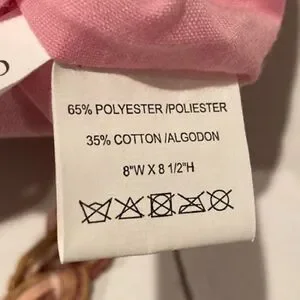 65% POLYESTER /POLIESTER
35% COTTON /ALGODON
8"W X 8 1/2"H